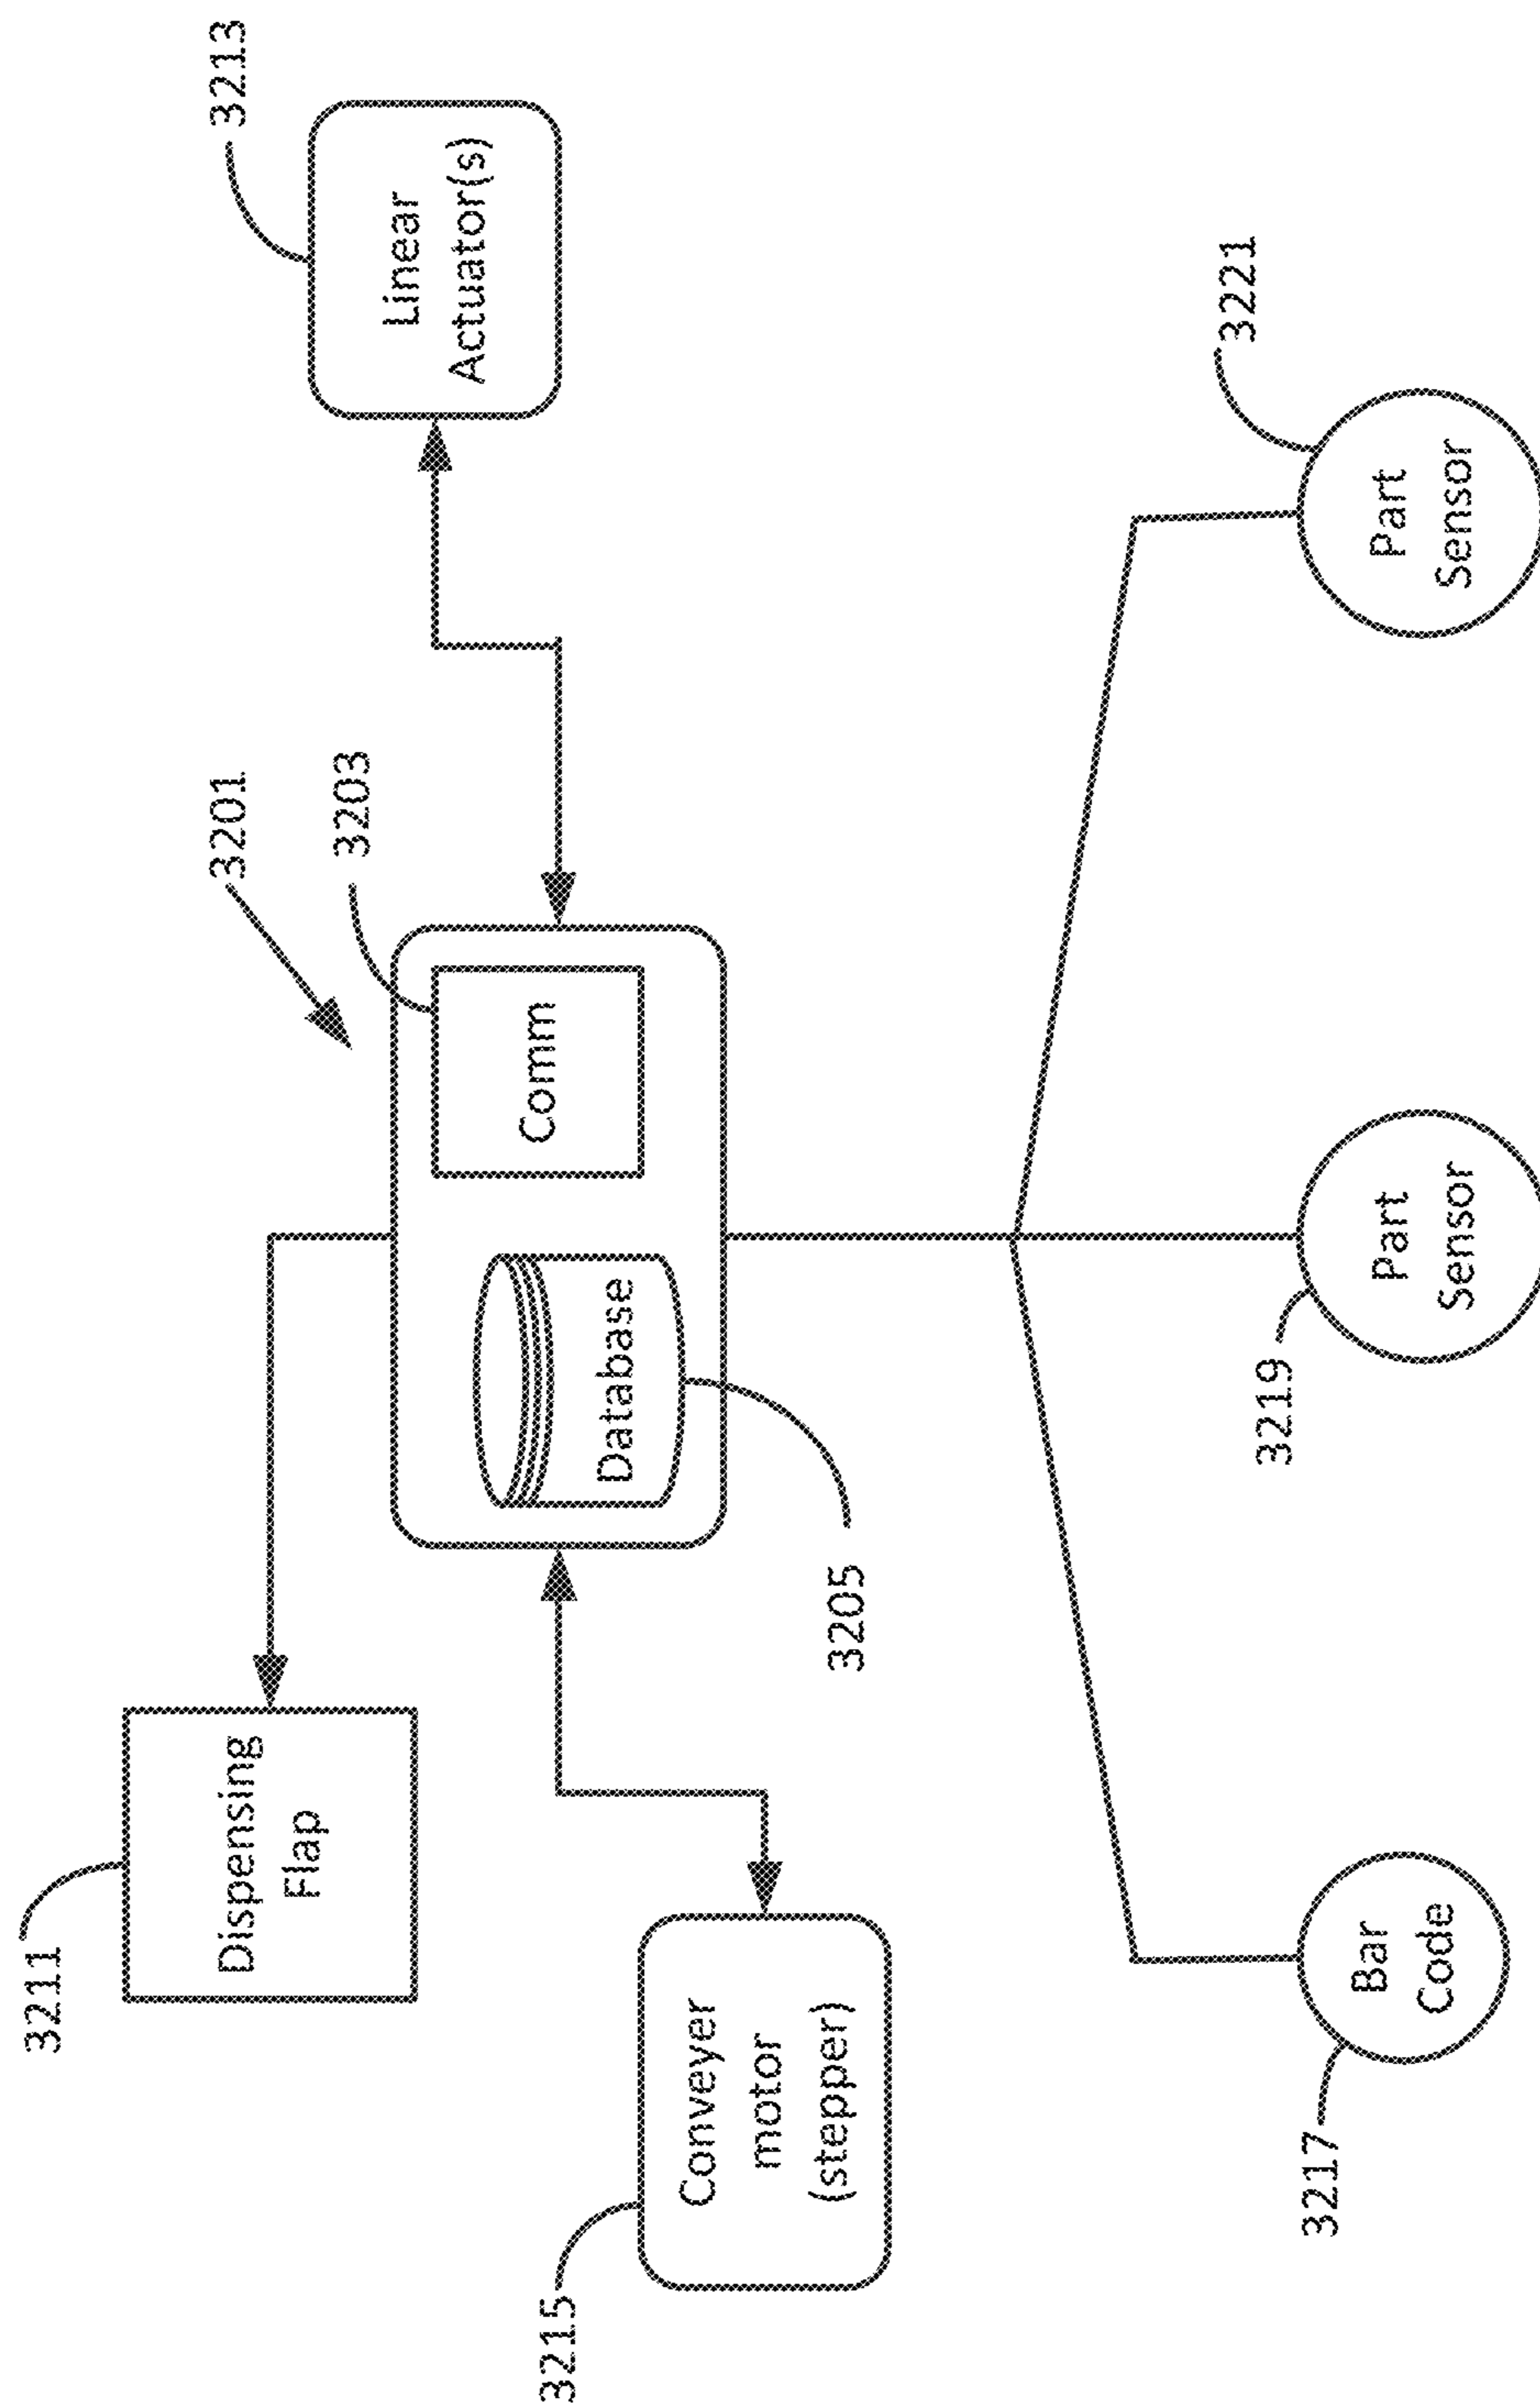 3211
Dispensing
Flap
3201
3203
3213
Linear
Actuator(s)
Comm
Database
3205
3215
Conveyer
motor
(stepper)
3217
Bar
Code
3219
Part
Sensor
3221
Part
Sensor